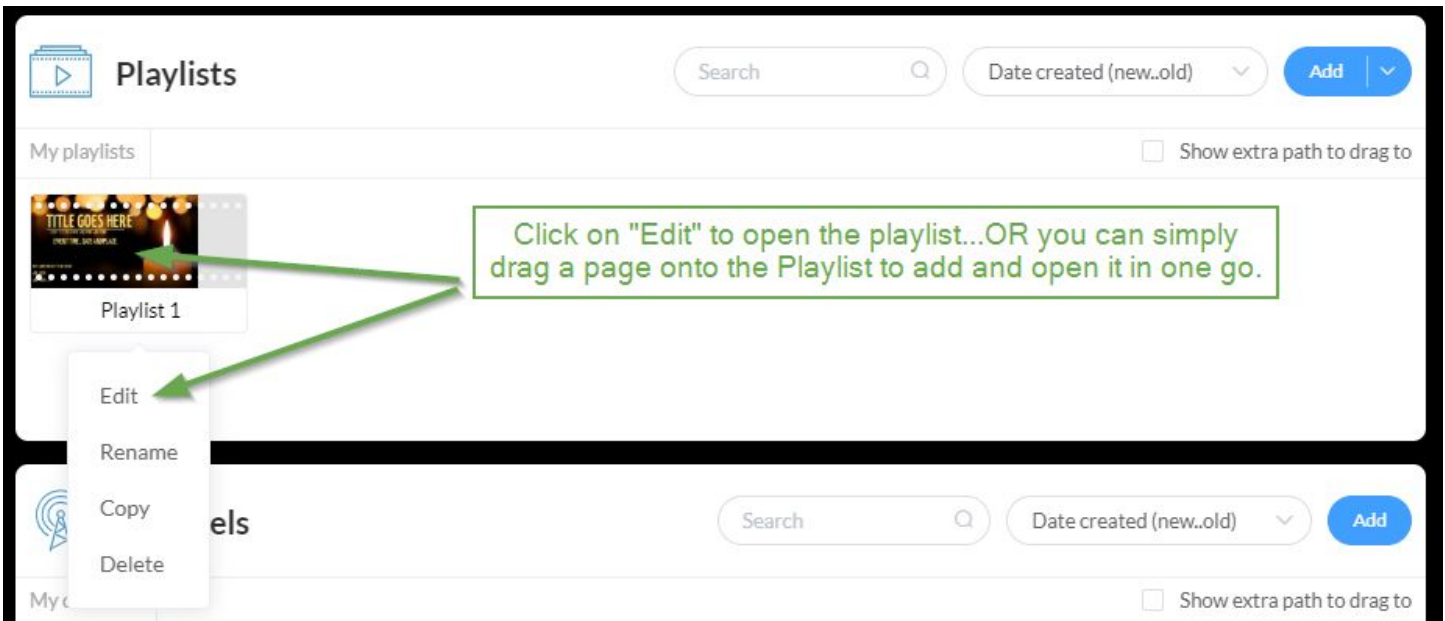 Playlists
Search
Date created (new..old)
Add
My playlists
Show extra path to drag to
TITLE GOES HERE
Click on "Edit" to open the playlist...OR you can simply
drag a page onto the Playlist to add and open it in one go.
Playlist 1
Edit
Rename
Copy
Delete
els
Search
Date created (new..old)
Add
My
Show extra path to drag to